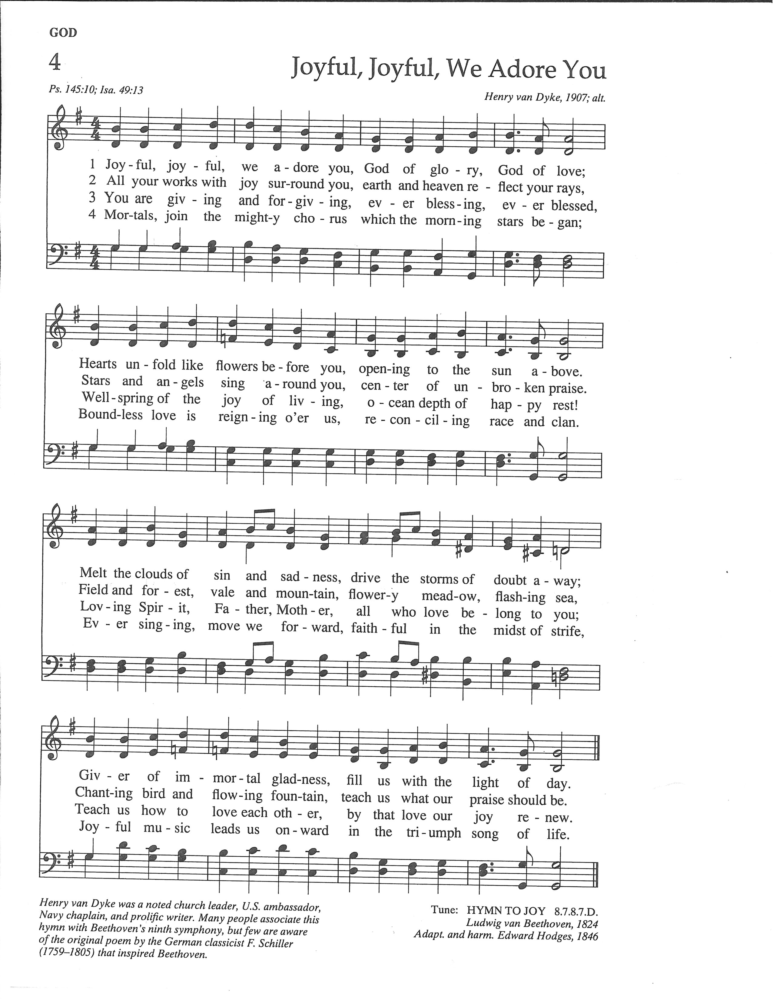 GOD
4
Joyful, Joyful, We Adore You
Ps. 145:10; Isa. 49:13
Henry van Dyke, 1907; alt.
1 Joy - ful, joy - ful, we a - dore you, God of glo - ry, God of love;
2 All your works with joy sur-round you, earth and heaven re - flect your rays,
3 You are giv - ing and for - giv - ing, ev - er bless - ing, ev - er blessed,
4 Mor-tals, join the might-y cho - rus which the morn-ing stars be - gan;
Hearts un - fold like flowers be - fore you, open-ing to the sun a - bove.
Stars and an - gels sing a - round you, cen - ter of un - bro - ken praise.
Well - spring of the joy of liv - ing, o - cean depth of hap - py rest!
Bound-less love is reign - ing o'er us, re - con - cil - ing race and clan.
Melt the clouds of sin and sad - ness, drive the storms of doubt a - way;
Field and for - est, vale and moun-tain, flower-y mead-ow, flash-ing sea,
Lov - ing Spir - it, Fa - ther, Moth - er, all who love be - long to you;
Ev - er sing - ing, move we for - ward, faith - ful in the midst of strife,
Giv - er of im - mor - tal glad-ness, fill us with the light of day.
Chant-ing bird and flow-ing foun-tain, teach us what our praise should be.
Teach us how to love each oth - er, by that love our joy re - new.
Joy - ful mu - sic leads us on - ward in the tri - umph song of life.
Henry van Dyke was a noted church leader, U.S. ambassador,
Navy chaplain, and prolific writer. Many people associate this
hymn with Beethoven's ninth symphony, but few are aware
of the original poem by the German classicist F. Schiller
(1759–1805) that inspired Beethoven.
Tune: HYMN TO JOY 8.7.8.7.D.
Ludwig van Beethoven, 1824
Adapt. and harm. Edward Hodges, 1846